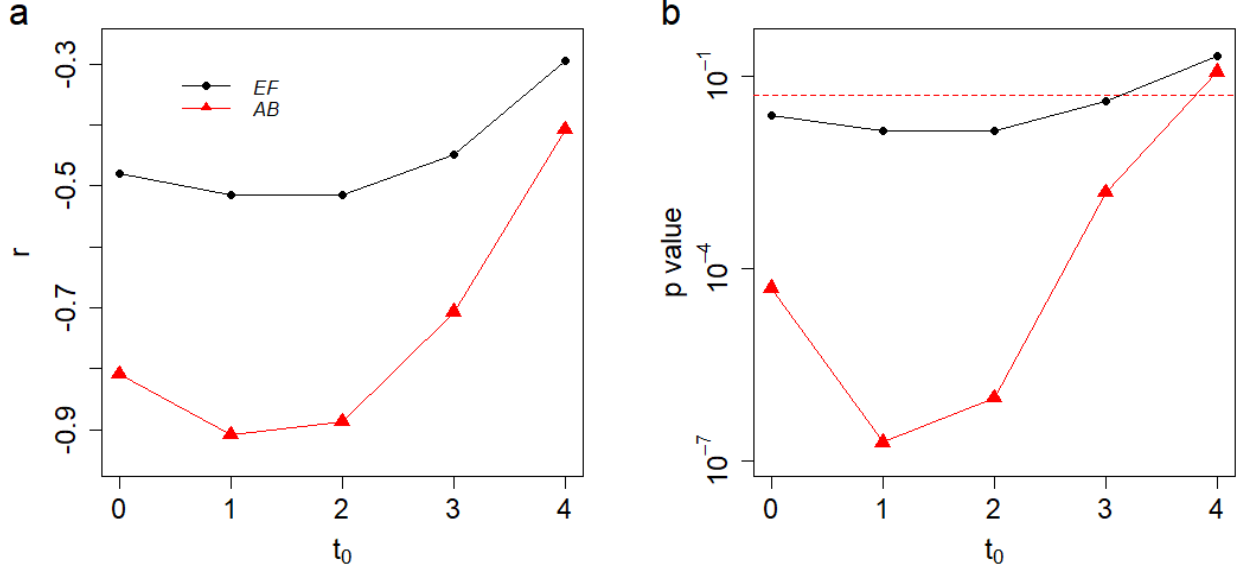 a
r
-0.3
-0.5
-0.7
-0.9
EF
AB
0 1 2 3 4
t₀
b
p value
10⁻¹
10⁻⁴
10⁻⁷
0 1 2 3 4
t₀